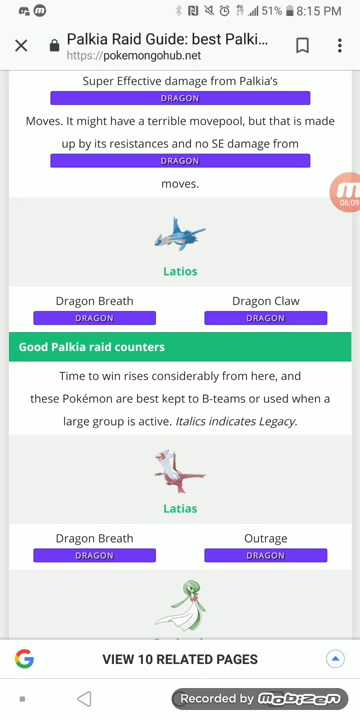 51% 8:15 PM
Palkia Raid Guide: best Palki...
https://pokemongohub.net
Super Effective damage from Palkia's
DRAGON
Moves. It might have a terrible movepool, but that is made
up by its resistances and no SE damage from
DRAGON
moves.
06:09
Latios
Dragon Breath Dragon Claw
DRAGON DRAGON
Good Palkia raid counters
Time to win rises considerably from here, and
these Pokémon are best kept to B-teams or used when a
large group is active. Italics indicates Legacy.
Latias
Dragon Breath Outrage
DRAGON DRAGON
VIEW 10 RELATED PAGES
Recorded by mobizen